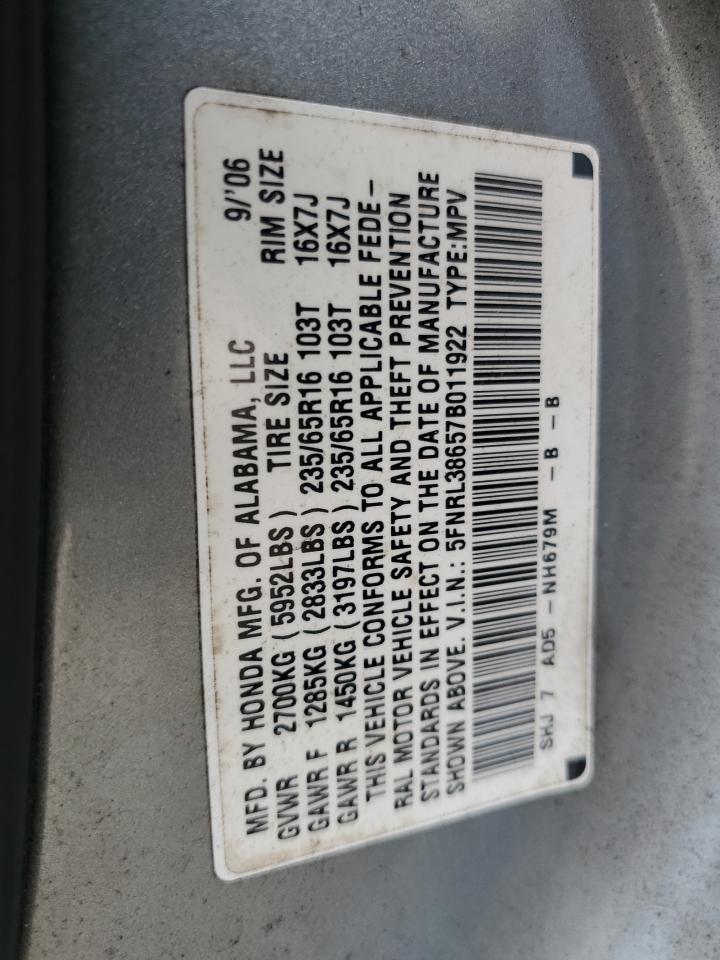 MFD. BY HONDA MFG. OF ALABAMA, LLC 9/'06
GVWR 2700KG (5952LBS) TIRE SIZE RIM SIZE
GAWR F 1285KG (2833LBS) 235/65R16 103T 16X7J
GAWR R 1450KG (3197LBS) 235/65R16 103T 16X7J
THIS VEHICLE CONFORMS TO ALL APPLICABLE FEDE-
RAL MOTOR VEHICLE SAFETY AND THEFT PREVENTION
STANDARDS IN EFFECT ON THE DATE OF MANUFACTURE
SHOWN ABOVE. V.I.N.: 5FNRL38657B011922 TYPE:MPV
SHJ 7 AD5 - NH679M - B - B